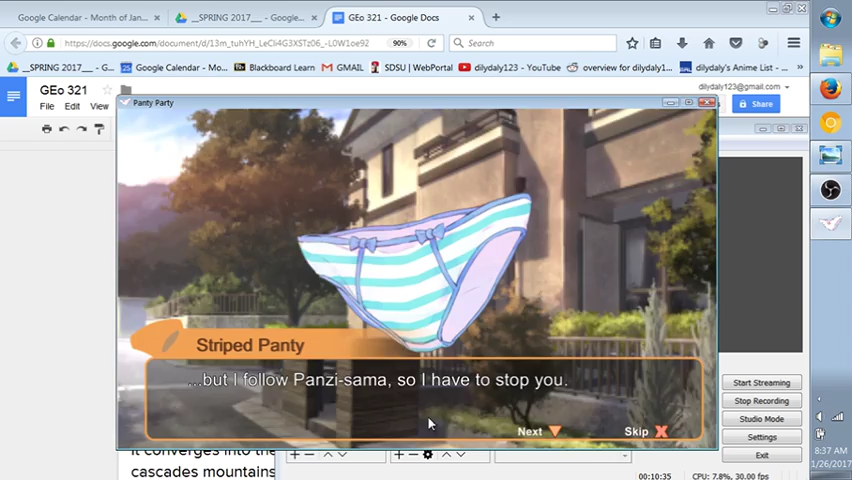 Google Calendar - Month of Jan...
__SPRING 2017___ - Google...
GEo 321 - Google Docs
https://docs.google.com/document/d/13m_tuhYH_LeCli4G3XSTz06_-L0W1oe92
90%
Search
__SPRING 2017____ - G...
Google Calendar - Mo...
Blackboard Learn
GMAIL
SDSU | WebPortal
dilydaly123 - YouTube
overview for dilydaly1...
dilydaly's Anime List ...
GEo 321
dilydaly123@gmail.com
File Edit View
Share
Panty Party
Striped Panty
...but I follow Panzi-sama, so I have to stop you.
Next
Skip
Start Streaming
Stop Recording
Studio Mode
Settings
Exit
It converges into the
cascades mountains
00:10:35
CPU: 7.8%, 30.00 fps
8:37 AM
1/26/2017